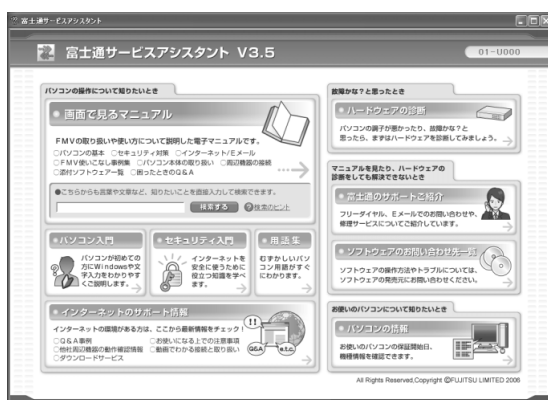 富士通サービスアシスタント
富士通サービスアシスタント V3.5
01-U000
パソコンの操作について知りたいとき
画面で見るマニュアル
FMVの取り扱いや使い方について説明した電子マニュアルです。
○パソコンの基本 ○セキュリティ対策 ○インターネット/Eメール
○FMV使いこなし事例集 ○パソコン本体の取り扱い ○周辺機器の接続
○添付ソフトウェア一覧 ○困ったときのQ&A
●こちらからも言葉や文章など、知りたいことを直接入力して検索できます。
検索する
検索のヒント
パソコン入門
パソコンが初めての
方にWindowsや文
字入力をわかりやす
くご説明します。
セキュリティ入門
インターネットを
安全に使うために
役立つ知識を学べ
ます。
用語集
むずかしいパソ
コン用語がすぐ
にわかります。
インターネットのサポート情報
インターネットの環境がある方は、ここから最新情報をチェック!
○Q&A事例 ○お使いになる上での注意事項
○他社周辺機器の動作確認情報 ○動画でわかる接続と取り扱い
○ダウンロードサービス
!!
Q&A
e.t.c.
故障かな?と思ったとき
ハードウェアの診断
パソコンの調子が悪かったり、故障かな?と
思ったら、まずはハードウェアを診断してみましょう。
マニュアルを見たり、ハードウェアの
診断をしても解決できないとき
富士通のサポートご紹介
フリーダイヤル、Eメールでのお問い合わせや、
修理サービスについてご紹介しています。
ソフトウェアのお問い合わせ先一覧
ソフトウェアの操作方法やトラブルについては、
ソフトウェアの発売元にお問い合わせください。
お使いのパソコンについて知りたいとき
パソコンの情報
お使いのパソコンの保証開始日、
機種情報を確認できます。
All Rights Reserved,Copyright ©FUJITSU LIMITED 2006